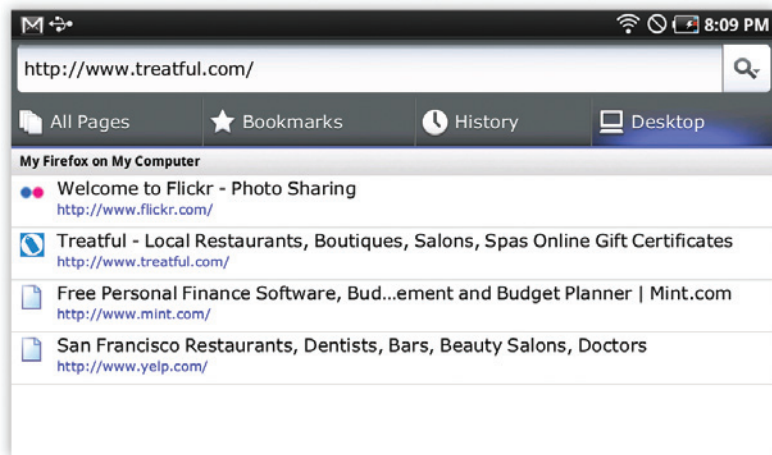 8:09 PM
http://www.treatful.com/
All Pages Bookmarks History Desktop
My Firefox on My Computer
Welcome to Flickr - Photo Sharing
http://www.flickr.com/
Treatful - Local Restaurants, Boutiques, Salons, Spas Online Gift Certificates
http://www.treatful.com/
Free Personal Finance Software, Bud...ement and Budget Planner | Mint.com
http://www.mint.com/
San Francisco Restaurants, Dentists, Bars, Beauty Salons, Doctors
http://www.yelp.com/